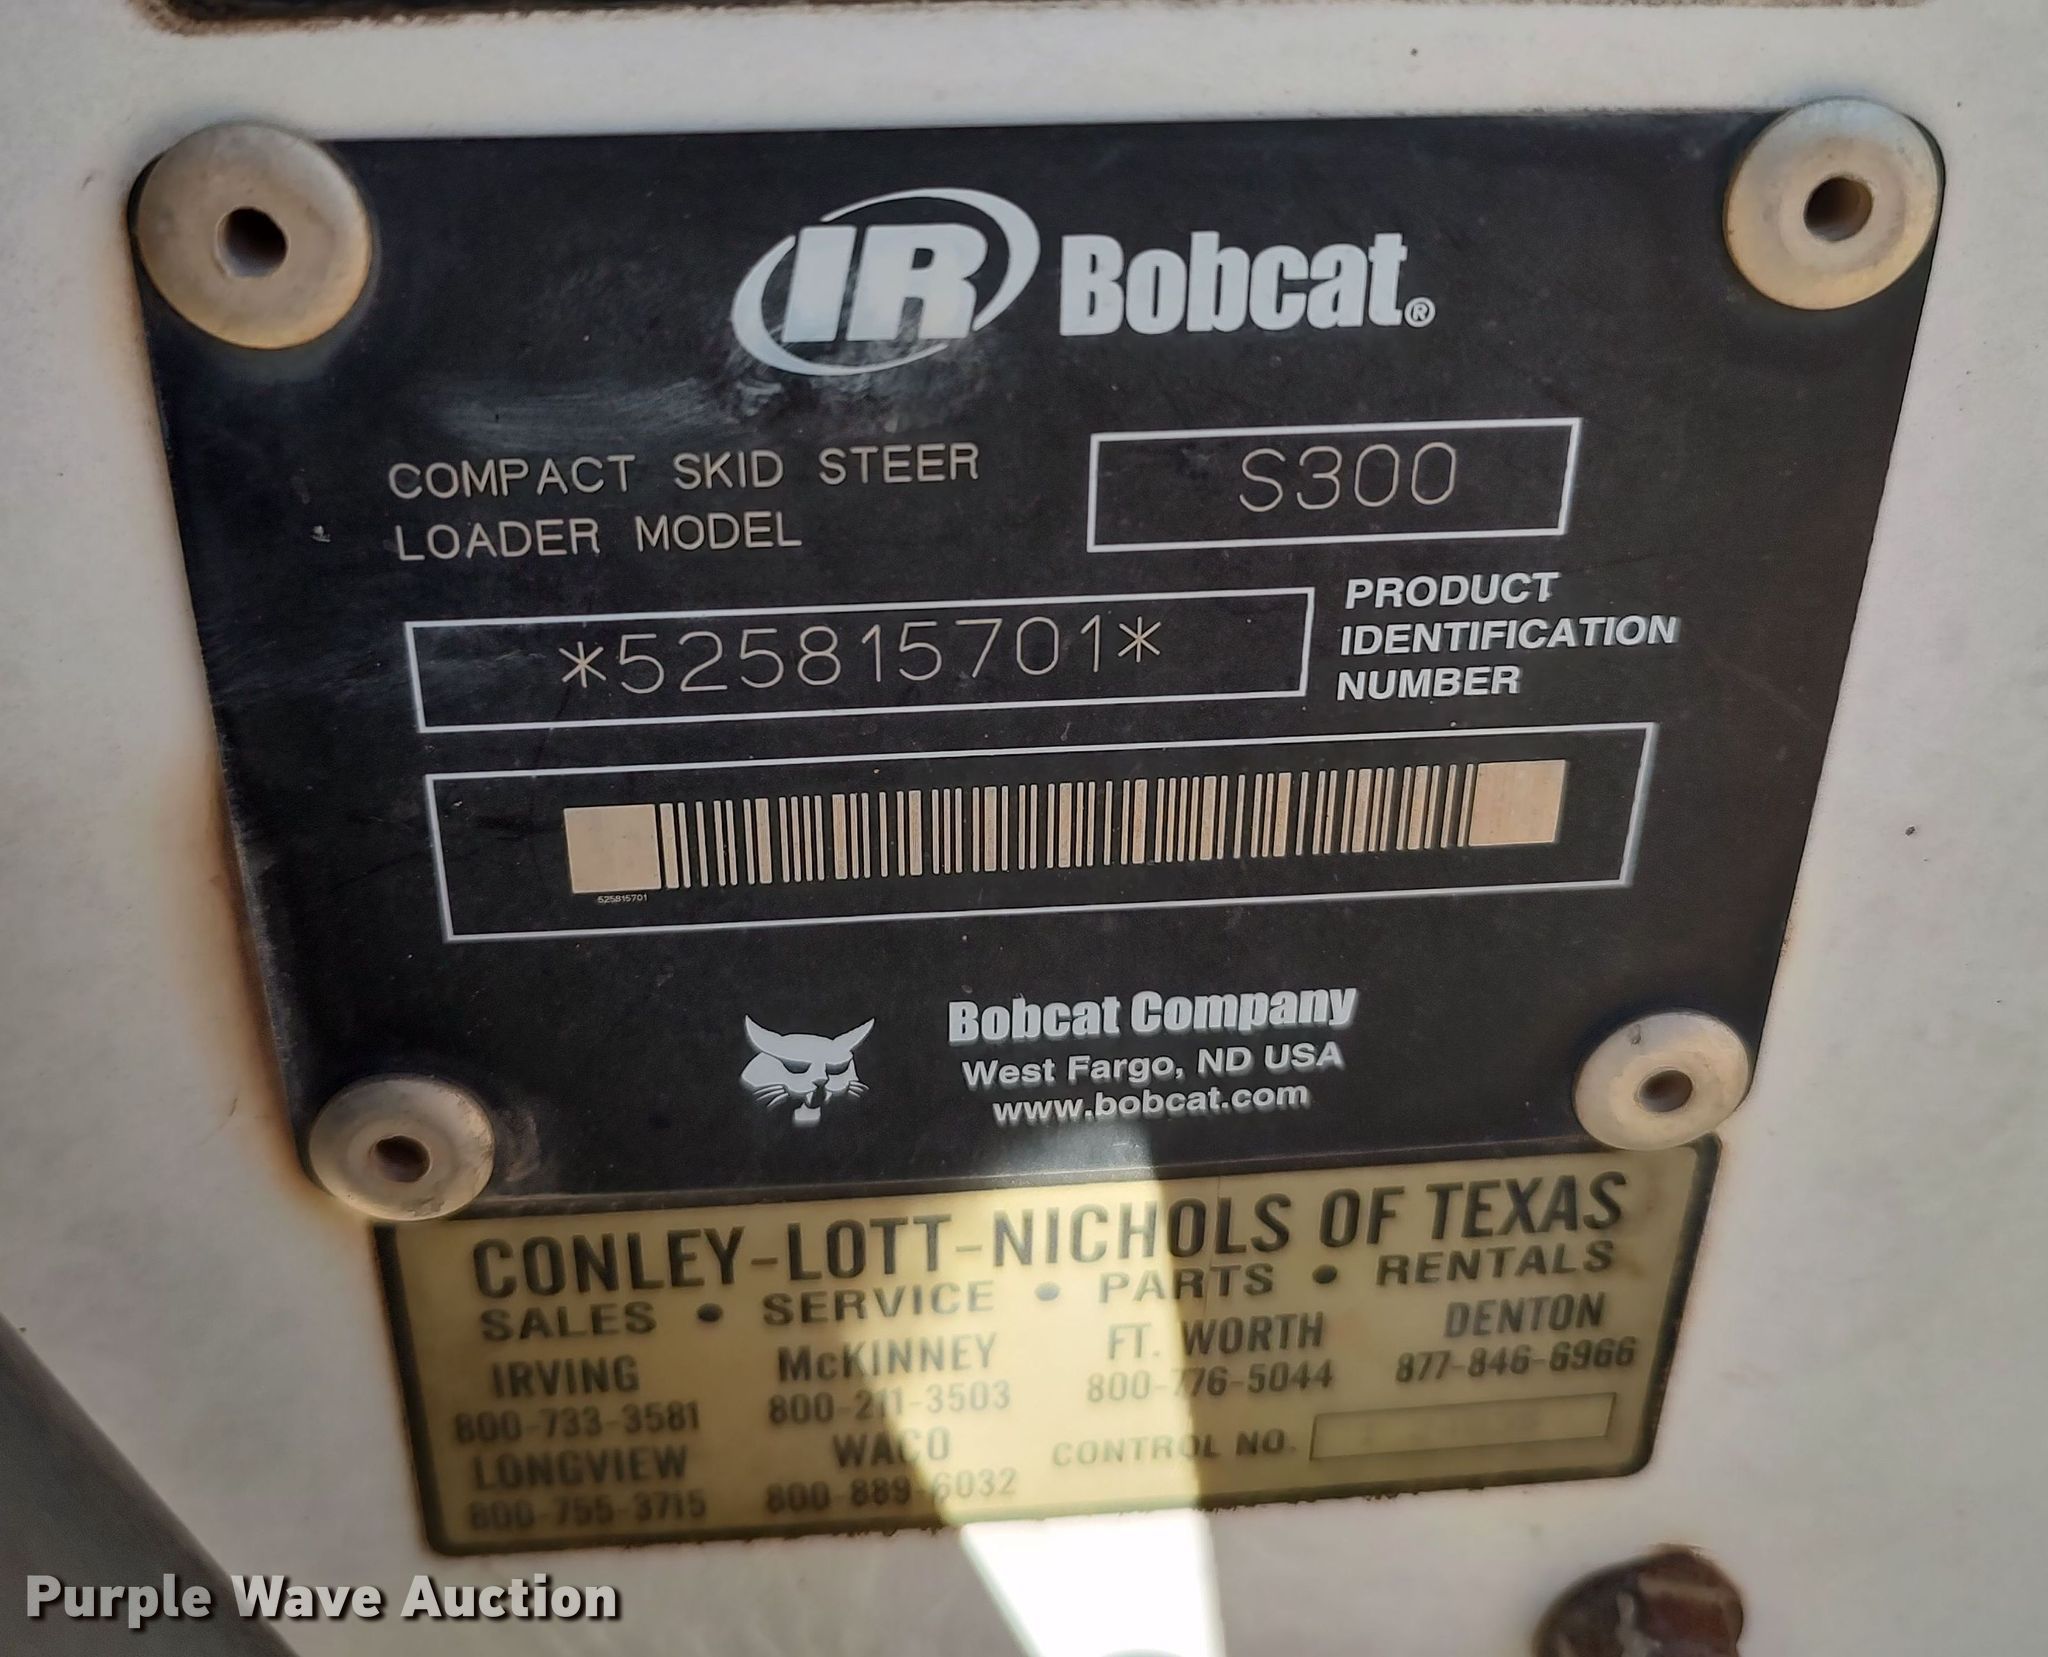 IR Bobcat®
COMPACT SKID STEER
LOADER MODEL
S300
*525815701*
PRODUCT
IDENTIFICATION
NUMBER
525815701
Bobcat Company
West Fargo, ND USA
www.bobcat.com
CONLEY-LOTT-NICHOLS OF TEXAS
SALES • SERVICE • PARTS • RENTALS
IRVING McKINNEY FT. WORTH DENTON
800-733-3581 800-211-3503 800-776-5044 877-846-6966
LONGVIEW WACO CONTROL NO.
800-755-3715 800-889-6032
Purple Wave Auction